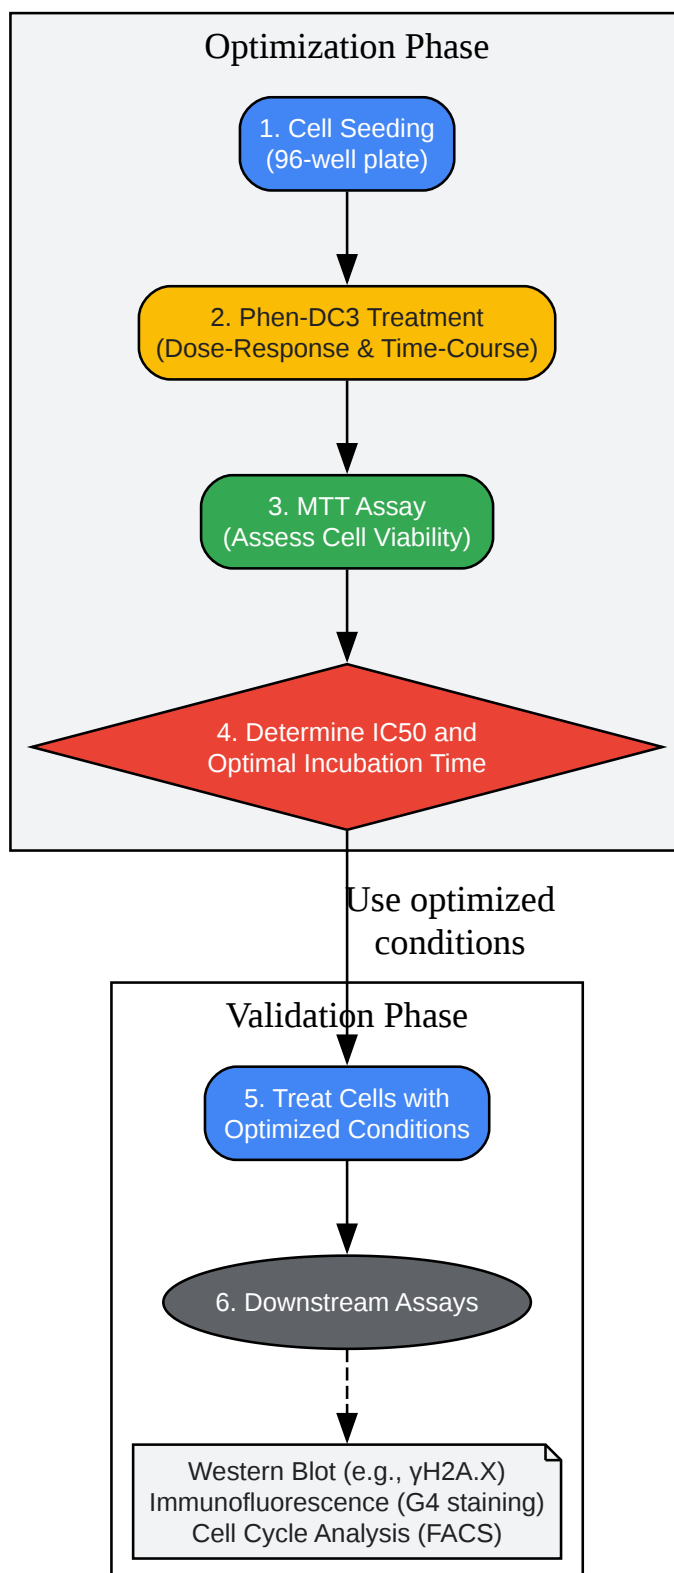 Optimization Phase
1. Cell Seeding
(96-well plate)
2. Phen-DC3 Treatment
(Dose-Response & Time-Course)
3. MTT Assay
(Assess Cell Viability)
4. Determine IC50 and
Optimal Incubation Time
Use optimized
conditions
Validation Phase
5. Treat Cells with
Optimized Conditions
6. Downstream Assays
Western Blot (e.g., γH2A.X)
Immunofluorescence (G4 staining)
Cell Cycle Analysis (FACS)